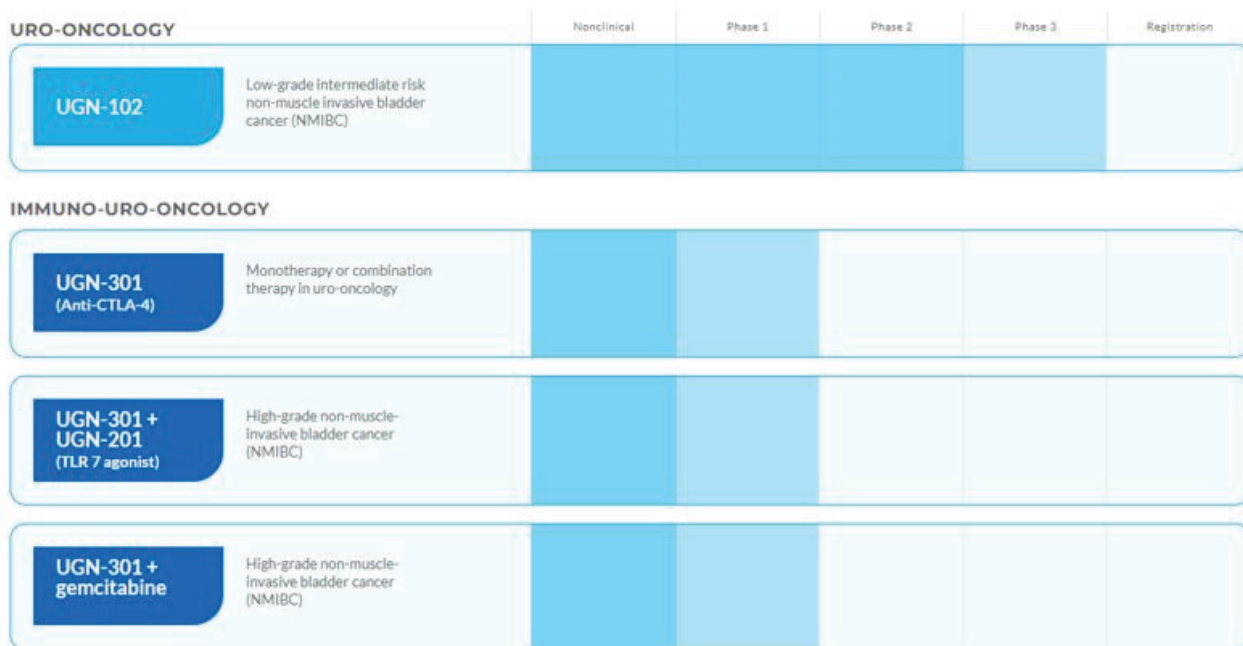 URO-ONCOLOGY
Nonclinical
Phase 1
Phase 2
Phase 3
Registration
UGN-102
Low-grade intermediate risk
non-muscle invasive bladder
cancer (NMIBC)
IMMUNO-URO-ONCOLOGY
UGN-301
(Anti-CTLA-4)
Monotherapy or combination
therapy in uro-oncology
UGN-301 +
UGN-201
(TLR 7 agonist)
High-grade non-muscle-
invasive bladder cancer
(NMIBC)
UGN-301 +
gemcitabine
High-grade non-muscle-
invasive bladder cancer
(NMIBC)